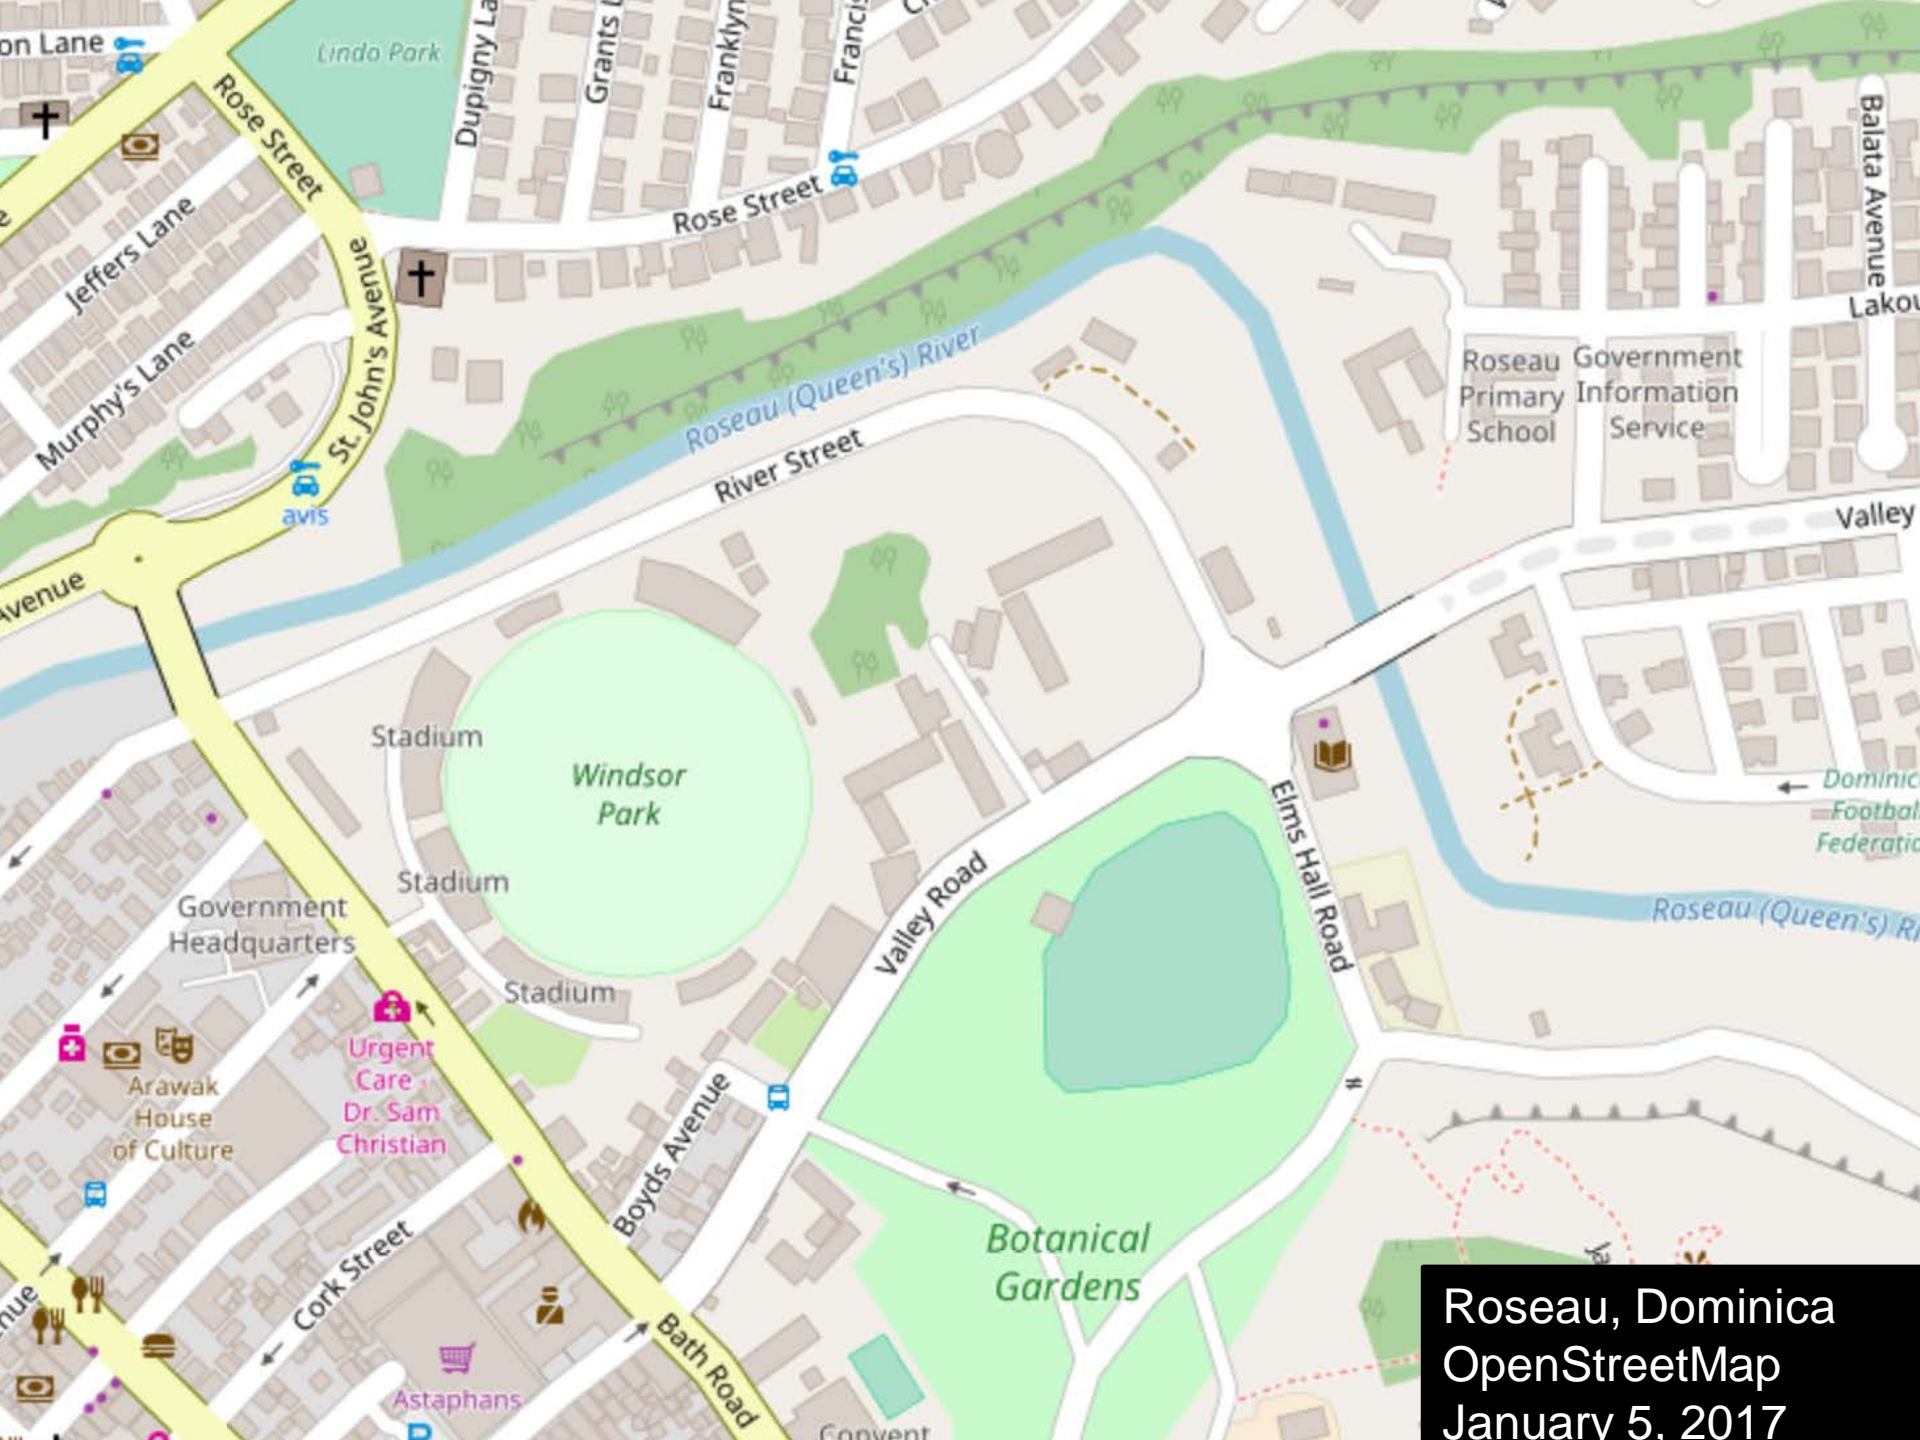 on Lane
Lindo Park
Dupigny La
Grants L
Franklyn
Francis
Rose Street
Balata Avenue
Jeffers Lane
Rose Street
Murphy's Lane
St. John's Avenue
Lakou
Roseau (Queen's) River
Roseau
Primary
School
Government
Information
Service
River Street
Valley
avis
Avenue
Stadium
Windsor
Park
Elms Hall Road
Dominic
Football
Federatio
Stadium
Valley Road
Government
Headquarters
Roseau (Queen's) Ri
Stadium
Urgent
Care -
Dr. Sam
Christian
Arawak
House
of Culture
Boyds Avenue
Botanical
Gardens
Cork Street
nue
Bath Road
Astaphans
Convent
Roseau, Dominica
OpenStreetMap
January 5, 2017